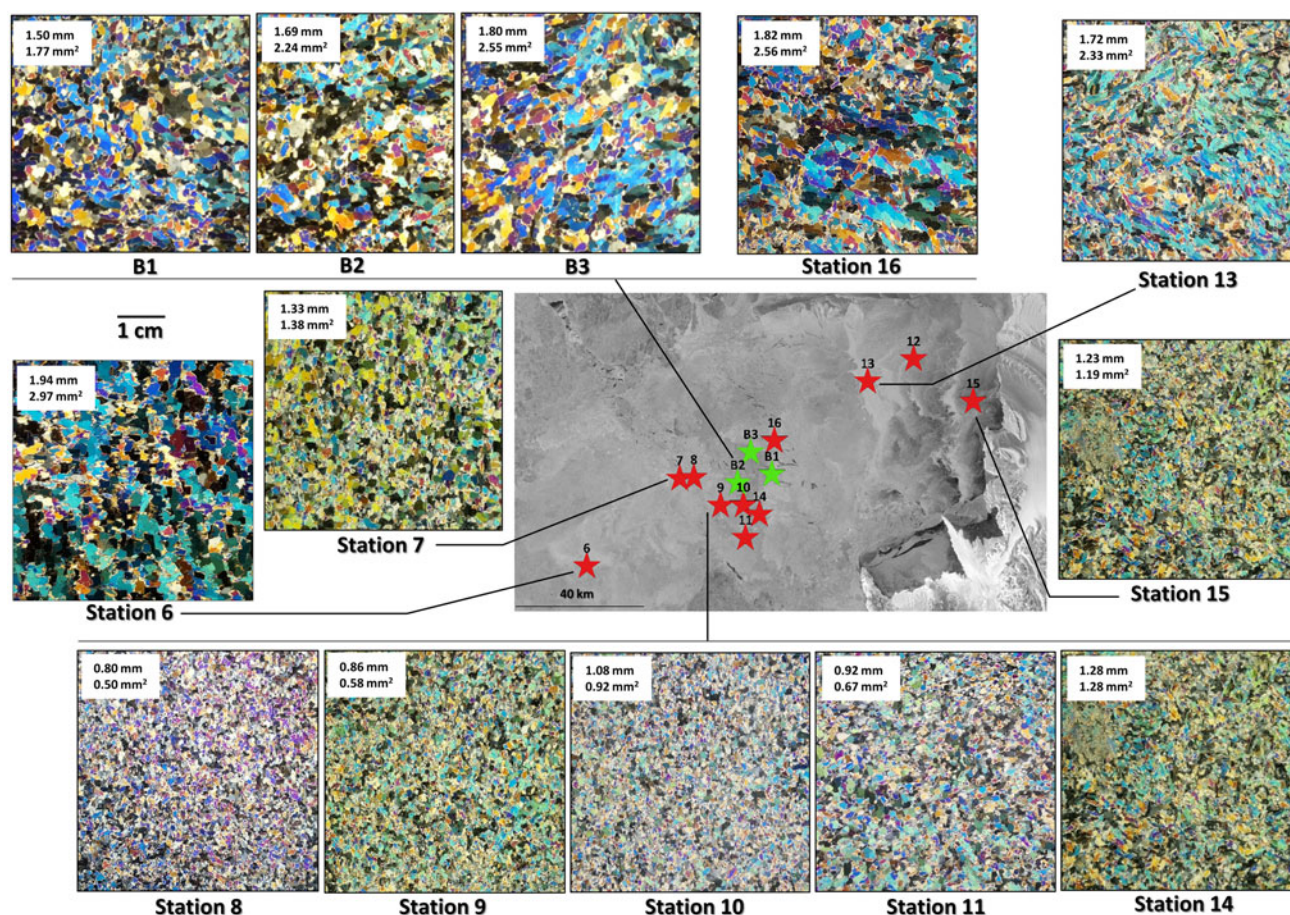 1.50 mm
1.77 mm²
1.69 mm
2.24 mm²
1.80 mm
2.55 mm²
1.82 mm
2.56 mm²
1.72 mm
2.33 mm²
B1
B2
B3
Station 16
Station 13
1 cm
1.33 mm
1.38 mm²
1.94 mm
2.97 mm²
1.23 mm
1.19 mm²
12
13
15
16
B3
B1
B2
7
8
9
10
14
11
6
40 km
Station 7
Station 6
Station 15
0.80 mm
0.50 mm²
0.86 mm
0.58 mm²
1.08 mm
0.92 mm²
0.92 mm
0.67 mm²
1.28 mm
1.28 mm²
Station 8
Station 9
Station 10
Station 11
Station 14